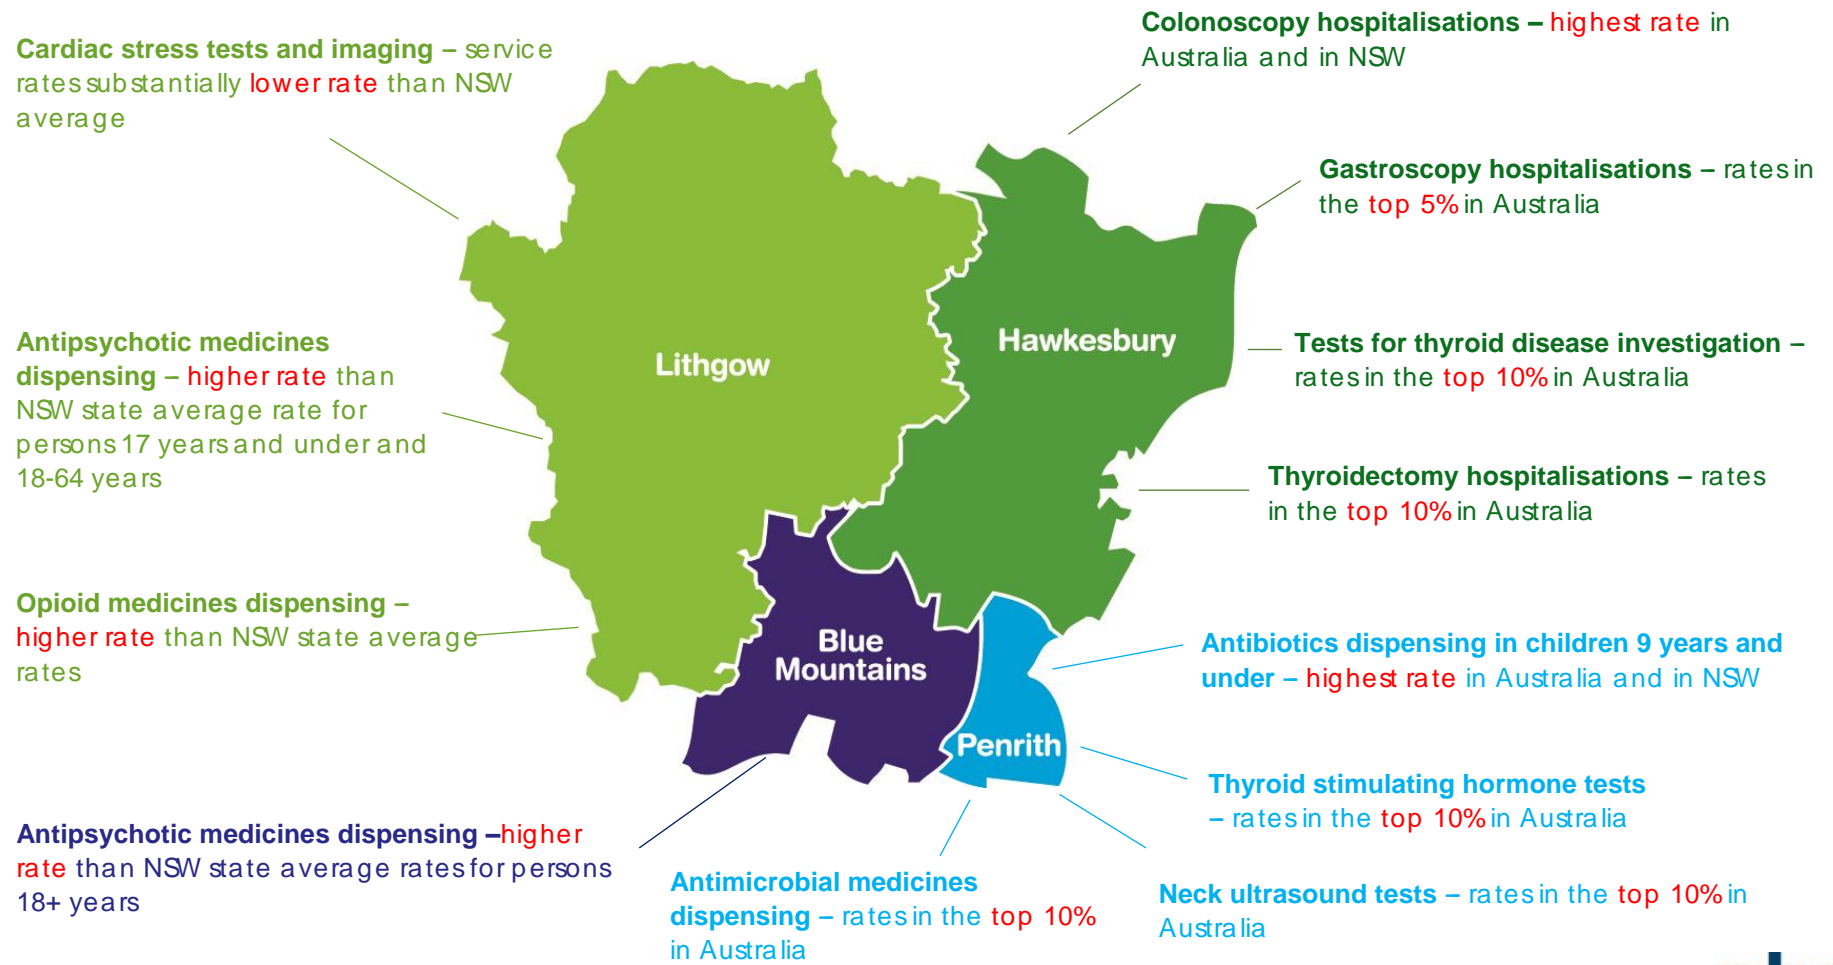 Cardiac stress tests and imaging – service
rates substantially lower rate than NSW
average
Colonoscopy hospitalisations – highest rate in
Australia and in NSW
Gastroscopy hospitalisations – rates in
the top 5% in Australia
Antipsychotic medicines
dispensing – higher rate than
NSW state average rate for
persons 17 years and under and
18-64 years
Lithgow
Hawkesbury
Tests for thyroid disease investigation –
rates in the top 10% in Australia
Thyroidectomy hospitalisations – rates
in the top 10% in Australia
Opioid medicines dispensing –
higher rate than NSW state average
rates
Blue
Mountains
Antibiotics dispensing in children 9 years and
under – highest rate in Australia and in NSW
Penrith
Thyroid stimulating hormone tests
– rates in the top 10% in Australia
Antipsychotic medicines dispensing –higher
rate than NSW state average rates for persons
18+ years
Antimicrobial medicines
dispensing – rates in the top 10%
in Australia
Neck ultrasound tests – rates in the top 10% in
Australia